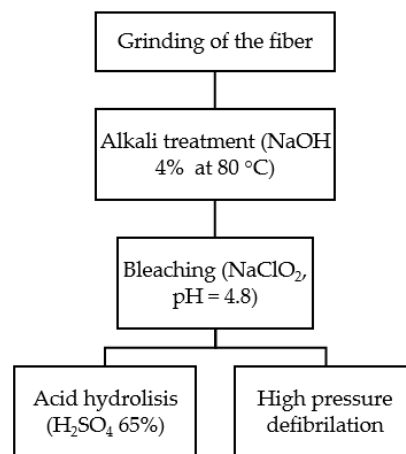 Grinding of the fiber
Alkali treatment (NaOH
4% at 80 °C)
Bleaching (NaClO₂,
pH = 4.8)
Acid hydrolisis
(H₂SO₄ 65%)
High pressure
defibrilation